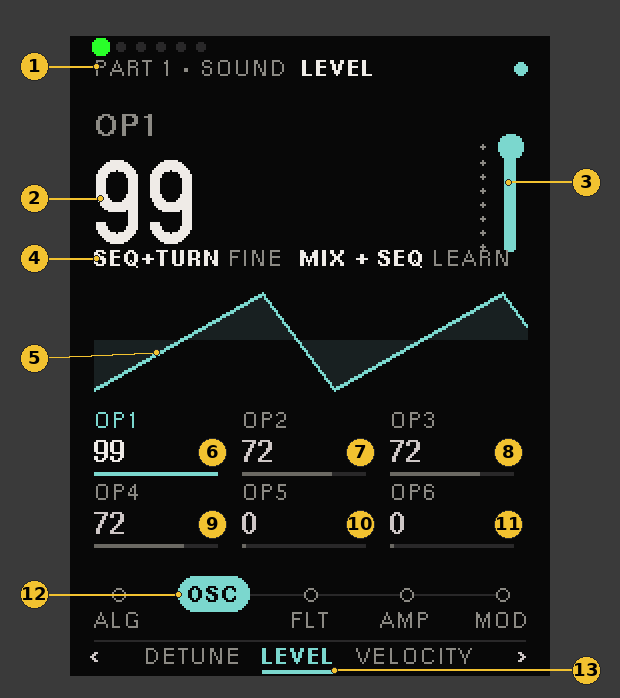 1 PART 1 · SOUND LEVEL
OP1
2 99 3
4 SEQ+TURN FINE MIX + SEQ LEARN
5
OP1 OP2 OP3
99 6 72 7 72 8
OP4 OP5 OP6
72 9 0 10 0 11
12 OSC
ALG FLT AMP MOD
< DETUNE LEVEL VELOCITY >
13